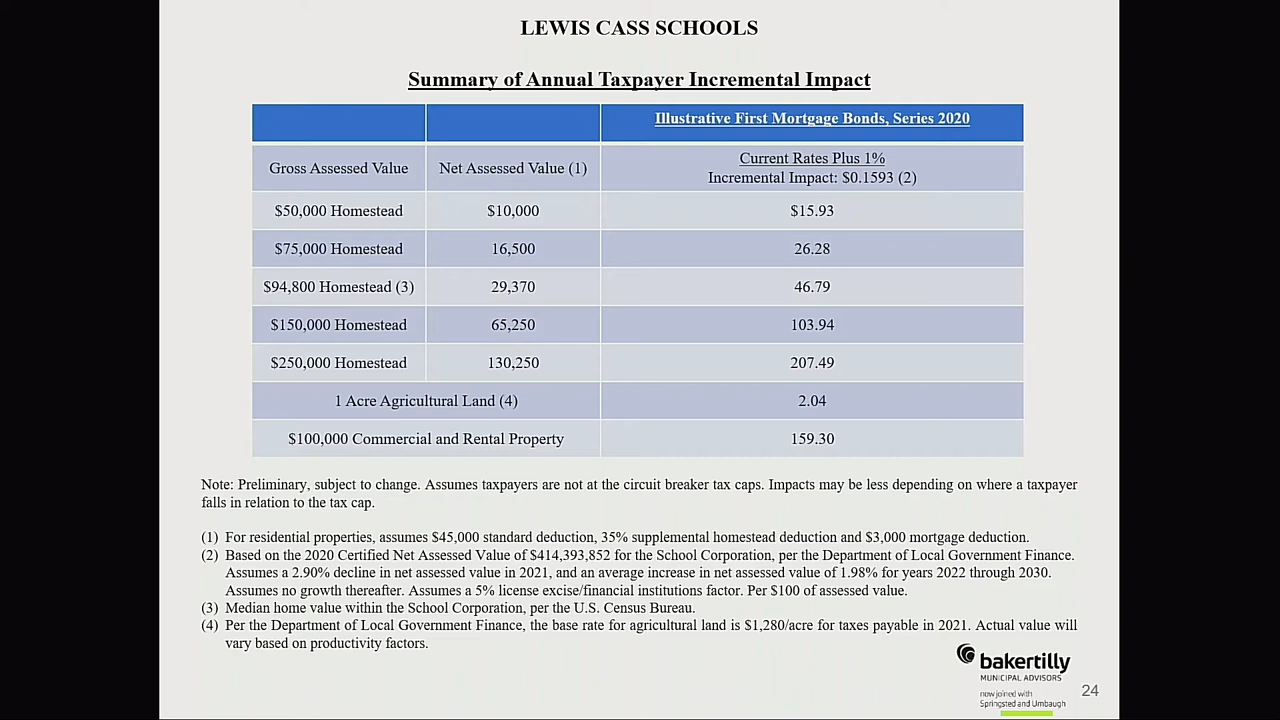 LEWIS CASS SCHOOLS
Summary of Annual Taxpayer Incremental Impact
Illustrative First Mortgage Bonds, Series 2020
Gross Assessed Value Net Assessed Value (1) Current Rates Plus 1%
Incremental Impact: $0.1593 (2)
$50,000 Homestead $10,000 $15.93
$75,000 Homestead 16,500 26.28
$94,800 Homestead (3) 29,370 46.79
$150,000 Homestead 65,250 103.94
$250,000 Homestead 130,250 207.49
1 Acre Agricultural Land (4) 2.04
$100,000 Commercial and Rental Property 159.30
Note: Preliminary, subject to change. Assumes taxpayers are not at the circuit breaker tax caps. Impacts may be less depending on where a taxpayer
falls in relation to the tax cap.
(1) For residential properties, assumes $45,000 standard deduction, 35% supplemental homestead deduction and $3,000 mortgage deduction.
(2) Based on the 2020 Certified Net Assessed Value of $414,393,852 for the School Corporation, per the Department of Local Government Finance.
Assumes a 2.90% decline in net assessed value in 2021, and an average increase in net assessed value of 1.98% for years 2022 through 2030.
Assumes no growth thereafter. Assumes a 5% license excise/financial institutions factor. Per $100 of assessed value.
(3) Median home value within the School Corporation, per the U.S. Census Bureau.
(4) Per the Department of Local Government Finance, the base rate for agricultural land is $1,280/acre for taxes payable in 2021. Actual value will
vary based on productivity factors.
bakertilly
MUNICIPAL ADVISORS
now joined with
Springsted and Umbaugh
24